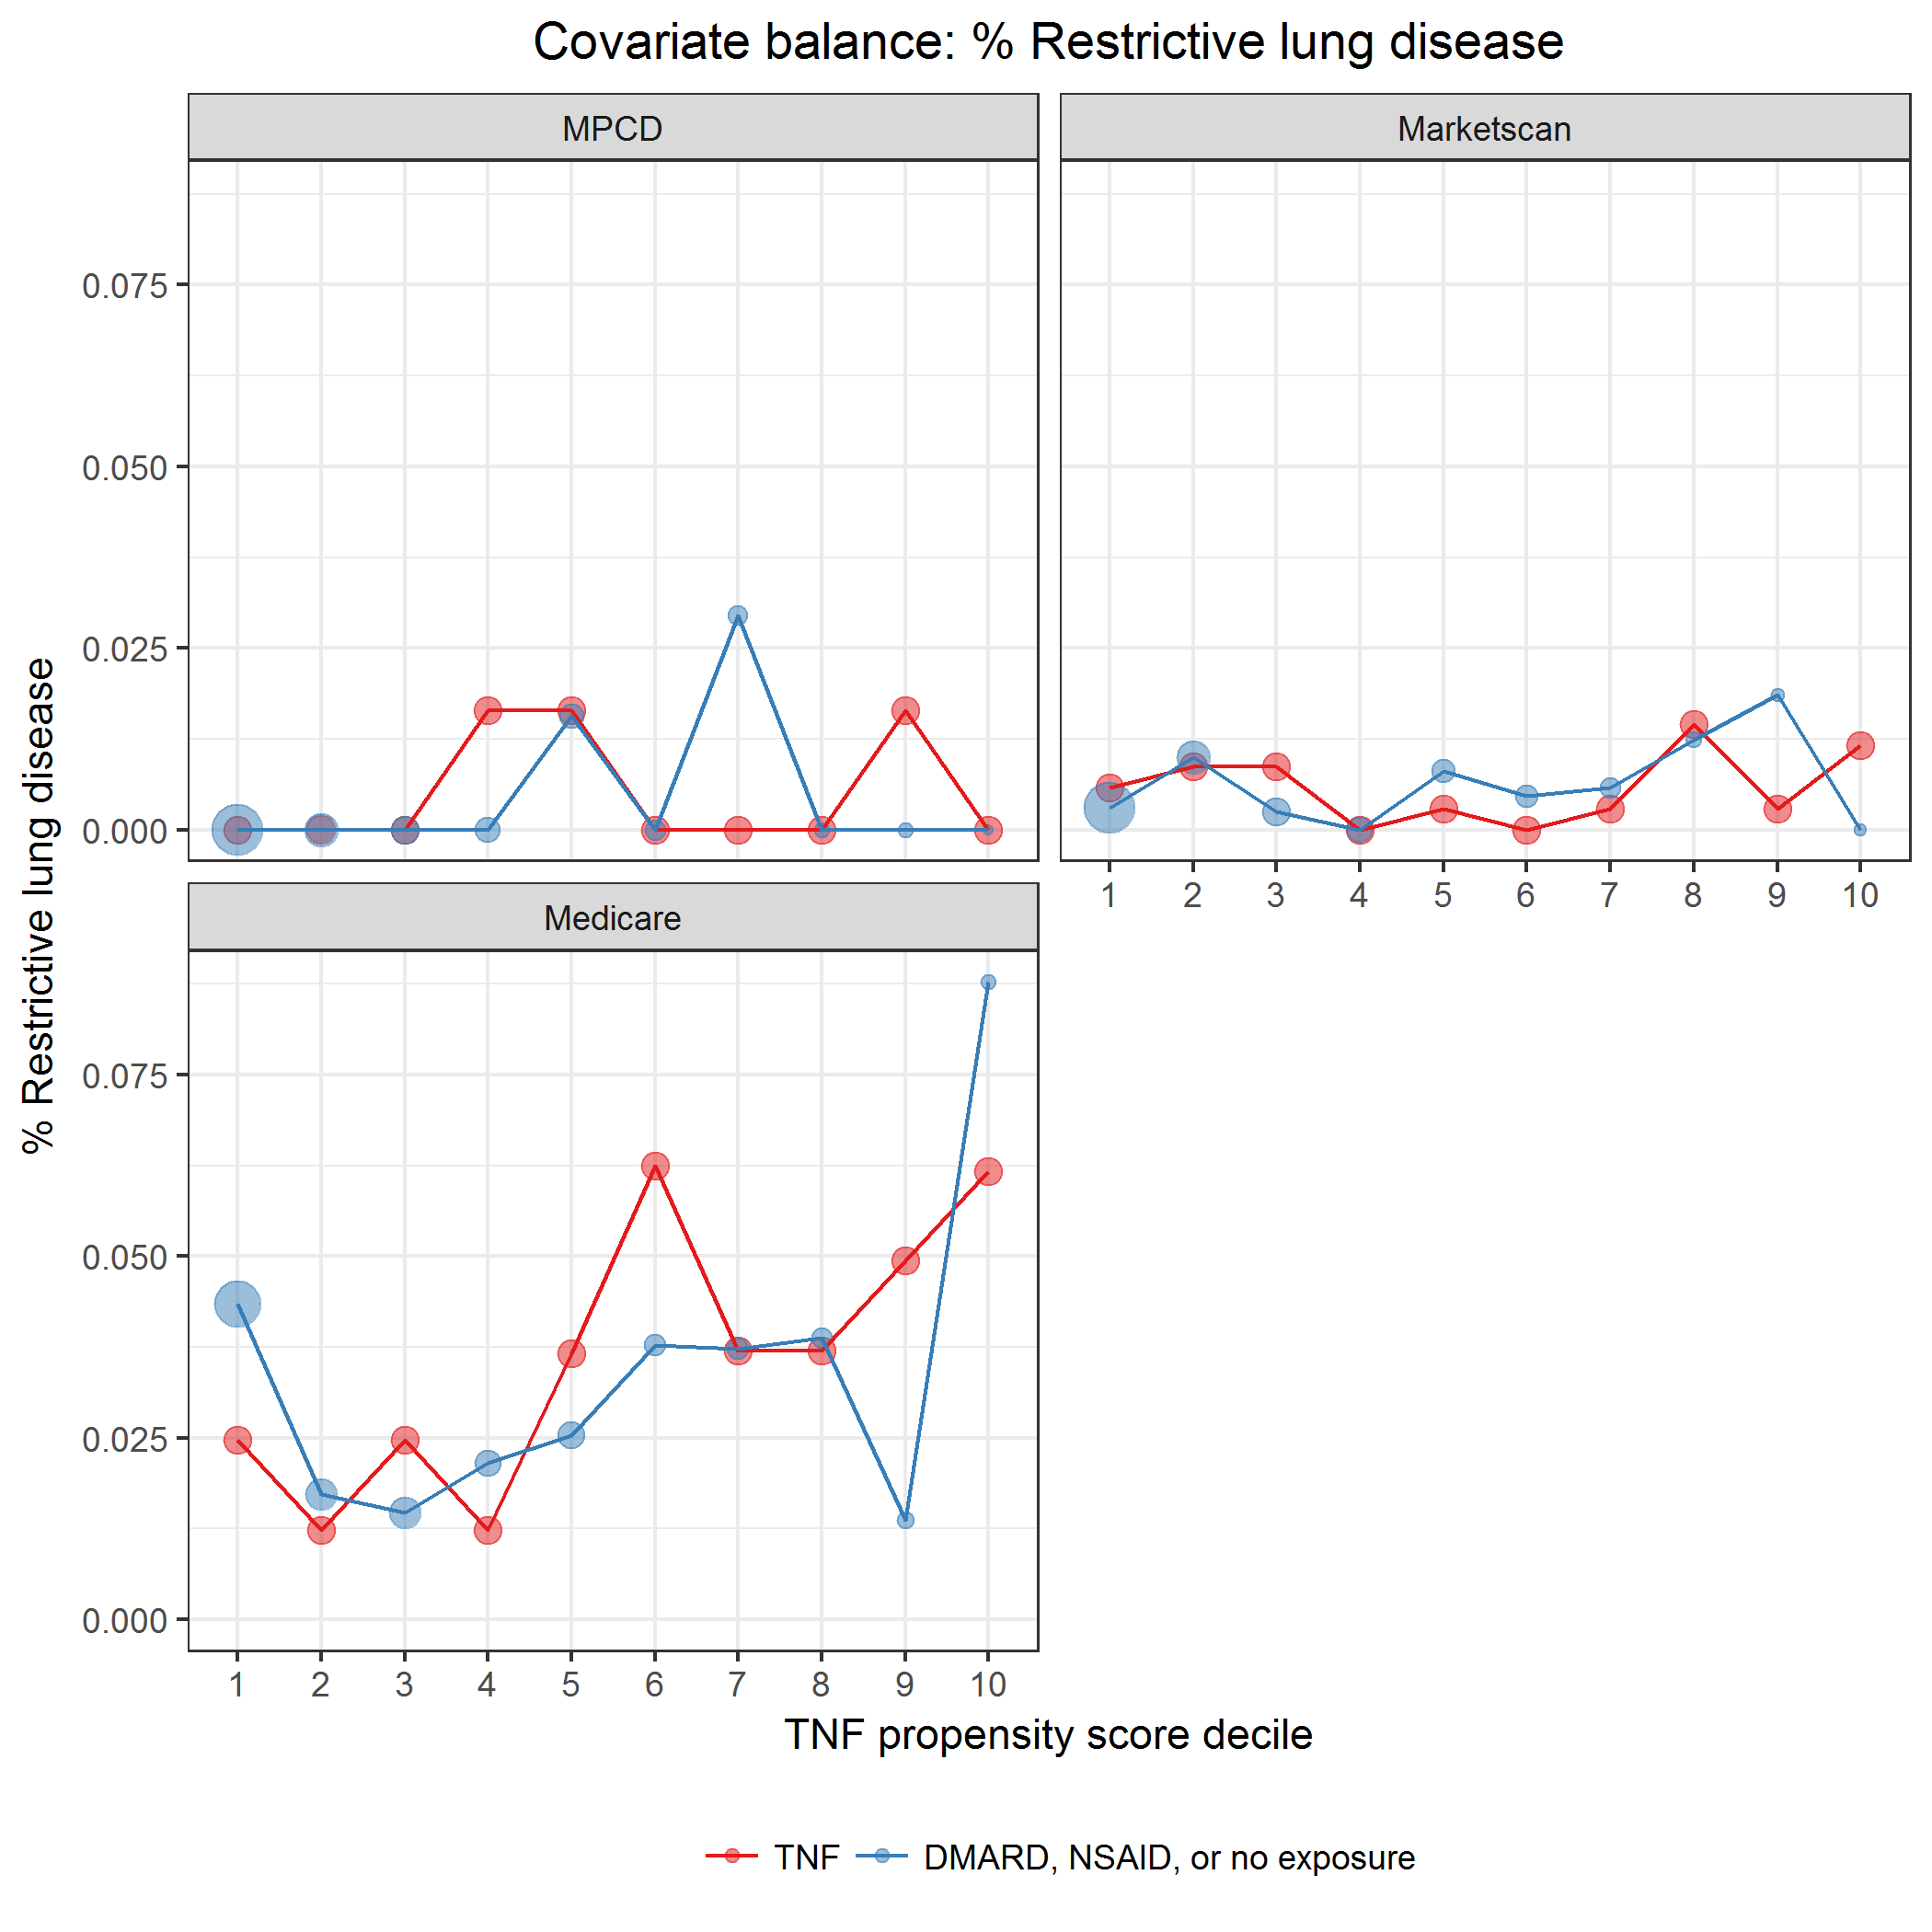 Covariate balance: % Restrictive lung disease
MPCD
Marketscan
0.075
0.050
0.025
0.000
1 2 3 4 5 6 7 8 9 10
Medicare
0.075
0.050
0.025
0.000
1 2 3 4 5 6 7 8 9 10
% Restrictive lung disease
TNF propensity score decile
TNF DMARD, NSAID, or no exposure